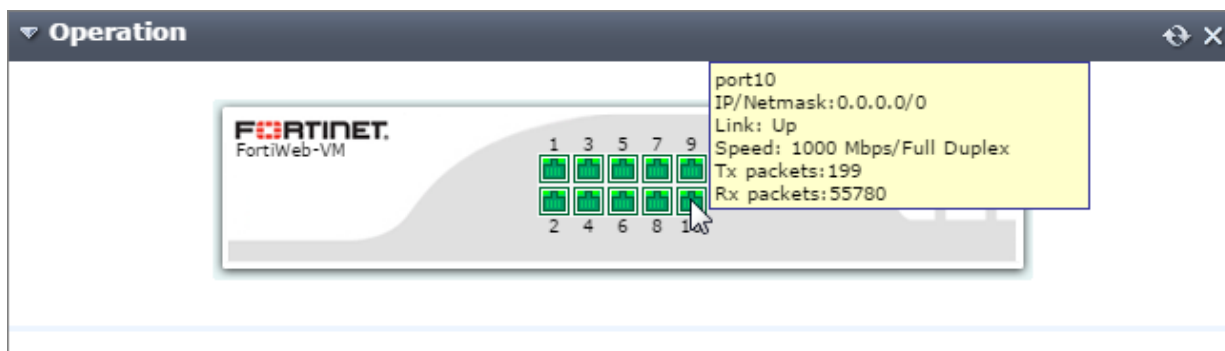 Operation
port10
IP/Netmask:0.0.0.0/0
Link: Up
Speed: 1000 Mbps/Full Duplex
Tx packets:199
Rx packets:55780
FORTINET.
FortiWeb-VM
1 3 5 7 9
2 4 6 8